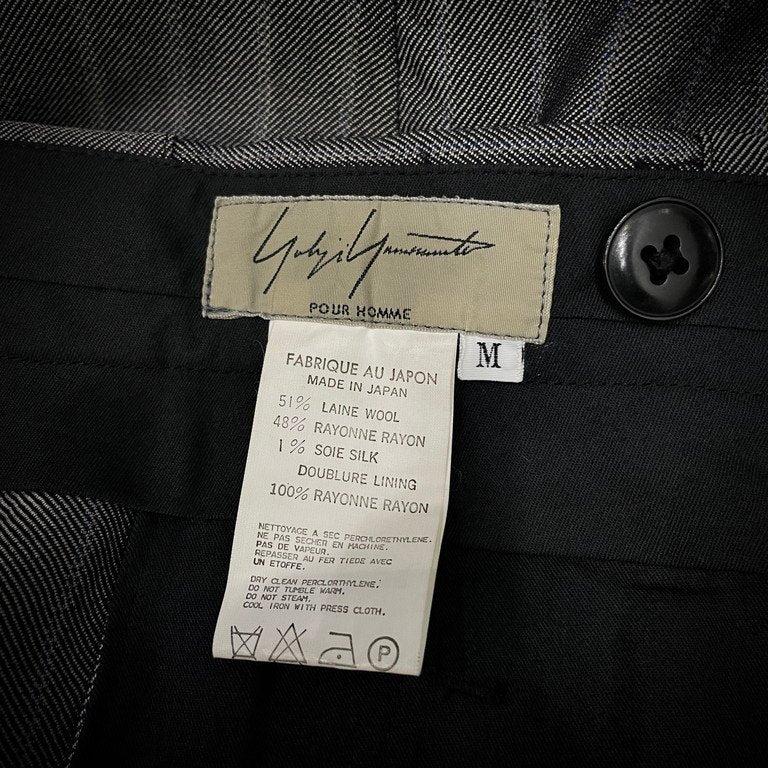 Yohji Yamamoto
POUR HOMME
M
FABRIQUE AU JAPON
MADE IN JAPAN
51% LAINE WOOL
48% RAYONNE RAYON
1% SOIE SILK
DOUBLURE LINING
100% RAYONNE RAYON
NETTOYAGE A SEC PERCHLORETHYLENE.
NE PAS SECHER EN MACHINE.
PAS DE VAPEUR.
REPASSER AU FER TIEDE AVEC
UN ETOFFE.
DRY CLEAN PERCLORTHYLENE.
DO NOT TUMBLE WARM.
DO NOT STEAM.
COOL IRON WITH PRESS CLOTH.
P